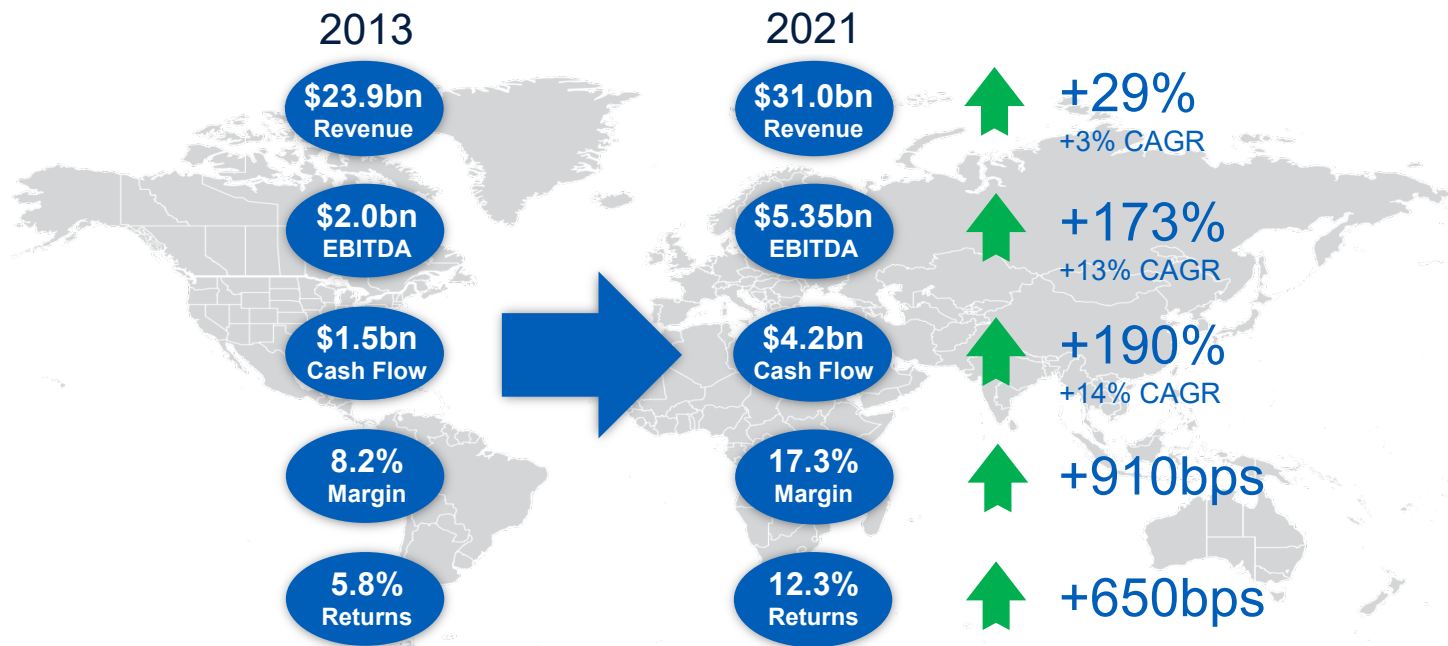 2013
2021
$23.9bn
Revenue
$31.0bn
Revenue
+29%
+3% CAGR
$2.0bn
EBITDA
$5.35bn
EBITDA
+173%
+13% CAGR
$1.5bn
Cash Flow
$4.2bn
Cash Flow
+190%
+14% CAGR
8.2%
Margin
17.3%
Margin
+910bps
5.8%
Returns
12.3%
Returns
+650bps